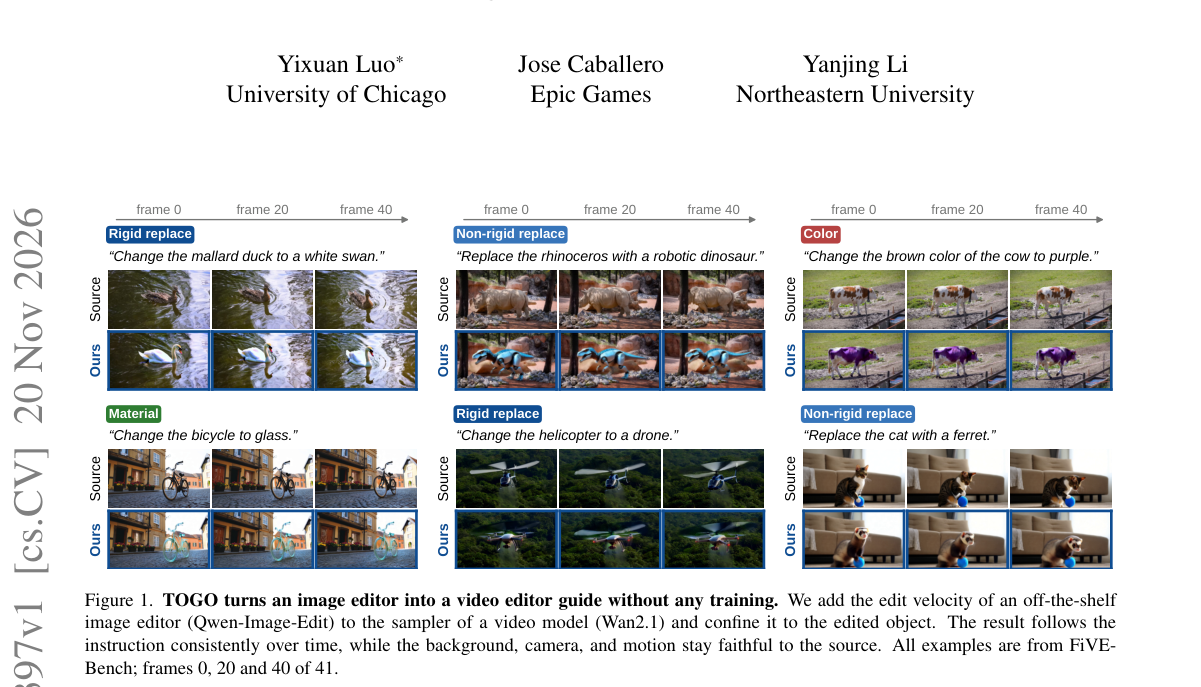 Yixuan Luo*
University of Chicago
Jose Caballero
Epic Games
Yanjing Li
Northeastern University
397v1 [cs.CV] 20 Nov 2026
frame 0 frame 20 frame 40
Rigid replace
“Change the mallard duck to a white swan.”
Source
Ours
frame 0 frame 20 frame 40
Non-rigid replace
“Replace the rhinoceros with a robotic dinosaur.”
Source
Ours
frame 0 frame 20 frame 40
Color
“Change the brown color of the cow to purple.”
Source
Ours
Material
“Change the bicycle to glass.”
Source
Ours
Rigid replace
“Change the helicopter to a drone.”
Source
Ours
Non-rigid replace
“Replace the cat with a ferret.”
Source
Ours
Figure 1. TOGO turns an image editor into a video editor guide without any training. We add the edit velocity of an off-the-shelf
image editor (Qwen-Image-Edit) to the sampler of a video model (Wan2.1) and confine it to the edited object. The result follows the
instruction consistently over time, while the background, camera, and motion stay faithful to the source. All examples are from FiVE-
Bench; frames 0, 20 and 40 of 41.